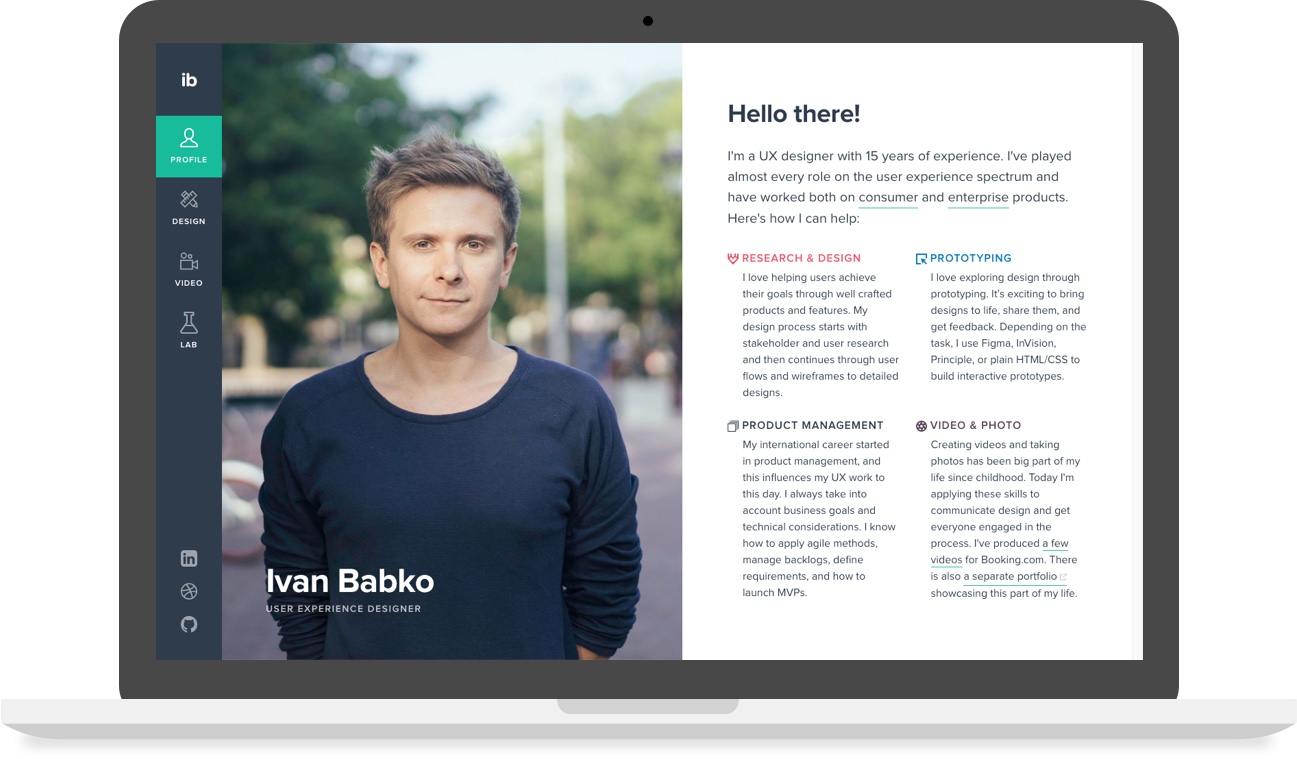 ib
PROFILE
DESIGN
VIDEO
LAB
in
Ivan Babko
USER EXPERIENCE DESIGNER
Hello there!
I'm a UX designer with 15 years of experience. I've played
almost every role on the user experience spectrum and
have worked both on consumer and enterprise products.
Here's how I can help:
RESEARCH & DESIGN
I love helping users achieve
their goals through well crafted
products and features. My
design process starts with
stakeholder and user research
and then continues through user
flows and wireframes to detailed
designs.
PROTOTYPING
I love exploring design through
prototyping. It's exciting to bring
designs to life, share them, and
get feedback. Depending on the
task, I use Figma, InVision,
Principle, or plain HTML/CSS to
build interactive prototypes.
PRODUCT MANAGEMENT
My international career started
in product management, and
this influences my UX work to
this day. I always take into
account business goals and
technical considerations. I know
how to apply agile methods,
manage backlogs, define
requirements, and how to
launch MVPs.
VIDEO & PHOTO
Creating videos and taking
photos has been big part of my
life since childhood. Today I'm
applying these skills to
communicate design and get
everyone engaged in the
process. I've produced a few
videos for Booking.com. There
is also a separate portfolio
showcasing this part of my life.